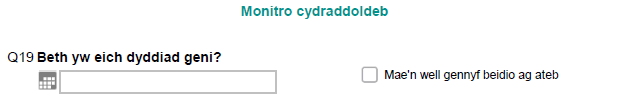 Monitro cydraddoldeb
Q19 Beth yw eich dyddiad geni?
Mae'n well gennyf beidio ag ateb